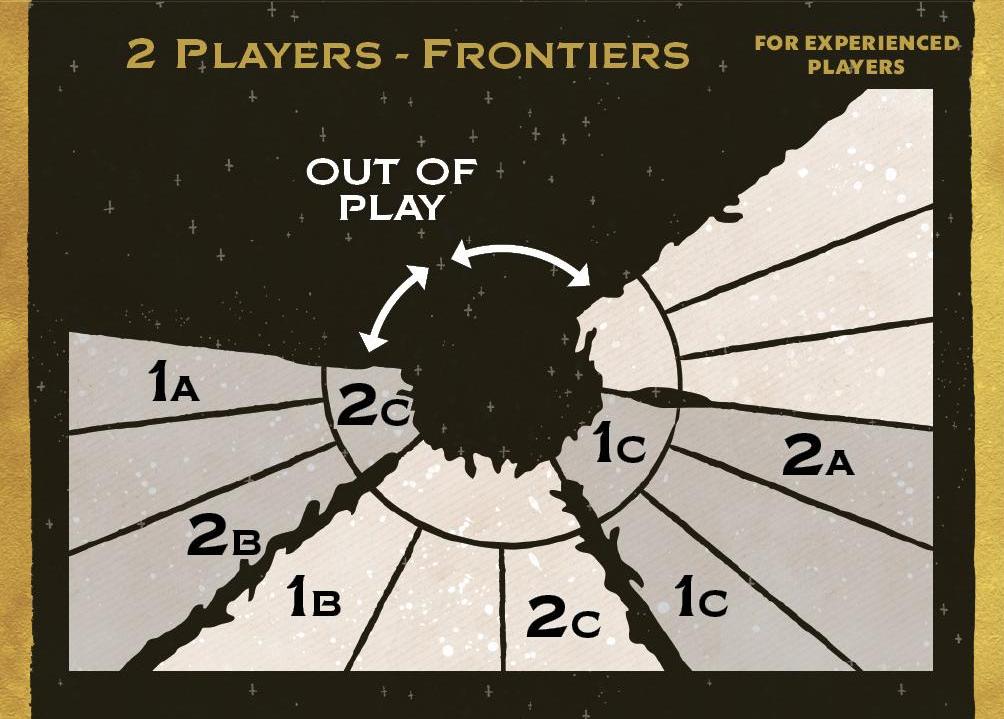 2 PLAYERS - FRONTIERS
FOR EXPERIENCED
PLAYERS
OUT OF
PLAY
1A
2C
1C
2A
2B
1B
2C
1C